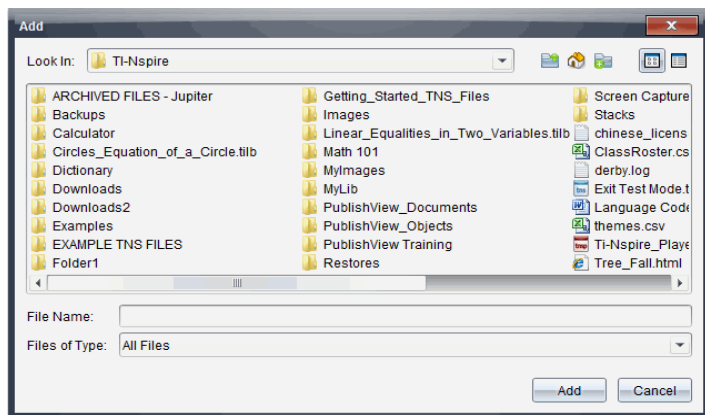 Add
Look In: TI-Nspire
ARCHIVED FILES - Jupiter
Backups
Calculator
Circles_Equation_of_a_Circle.tilb
Dictionary
Downloads
Downloads2
Examples
EXAMPLE TNS FILES
Folder1
Getting_Started_TNS_Files
Images
Linear_Equalities_in_Two_Variables.tilb
Math 101
MyImages
MyLib
PublishView_Documents
PublishView_Objects
PublishView Training
Restores
Screen Capture
Stacks
chinese_licens
ClassRoster.cs
derby.log
Exit Test Mode.t
Language Code
themes.csv
TI-Nspire_Playe
Tree_Fall.html
File Name:
Files of Type: All Files
Add Cancel